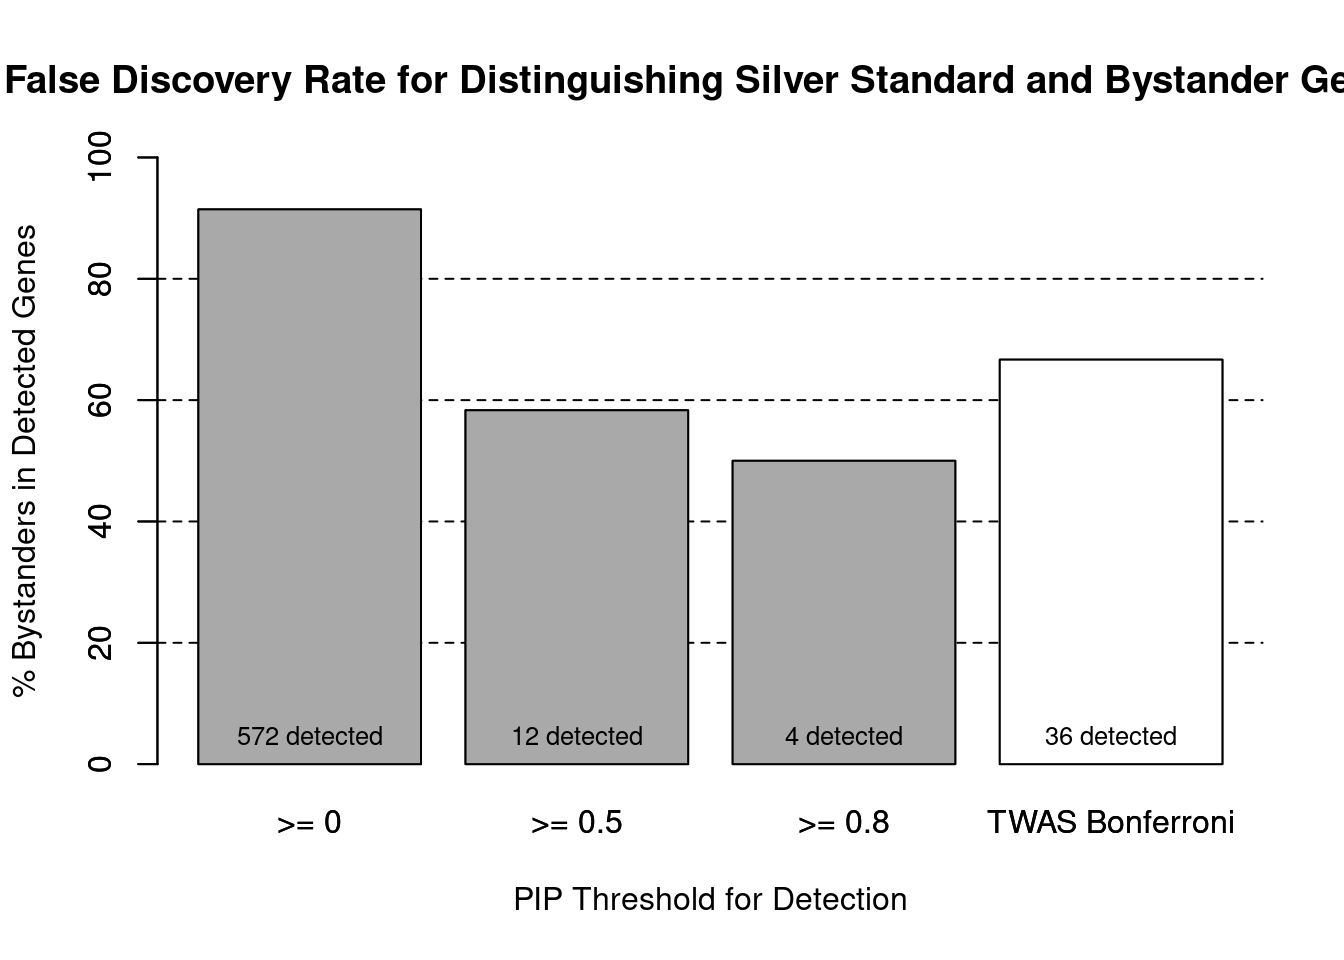 False Discovery Rate for Distinguishing Silver Standard and Bystander Ge
% Bystanders in Detected Genes
100
80
60
40
20
0
572 detected
12 detected
4 detected
36 detected
>= 0
>= 0.5
>= 0.8
TWAS Bonferroni
PIP Threshold for Detection